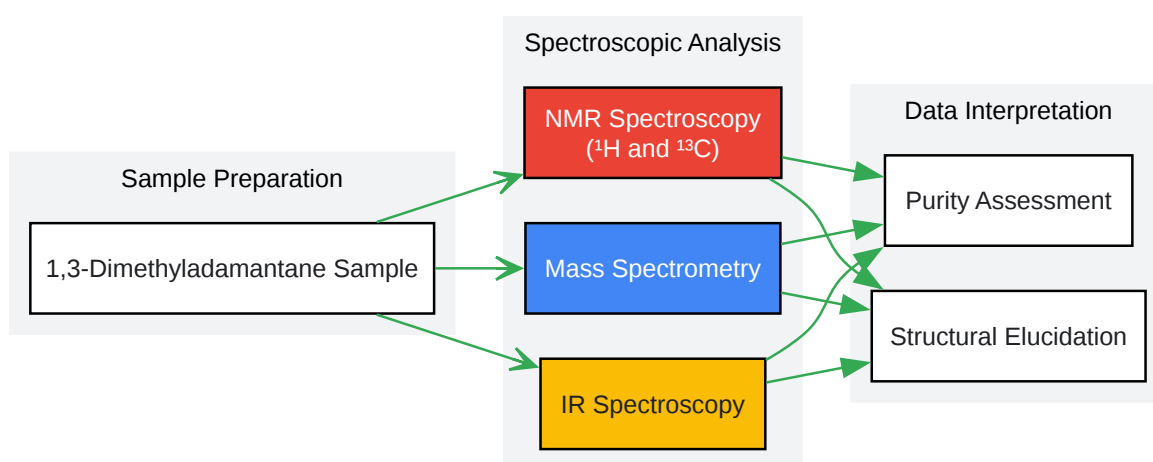 Sample Preparation
1,3-Dimethyladamantane Sample
Spectroscopic Analysis
NMR Spectroscopy
(¹H and ¹³C)
Mass Spectrometry
IR Spectroscopy
Data Interpretation
Purity Assessment
Structural Elucidation